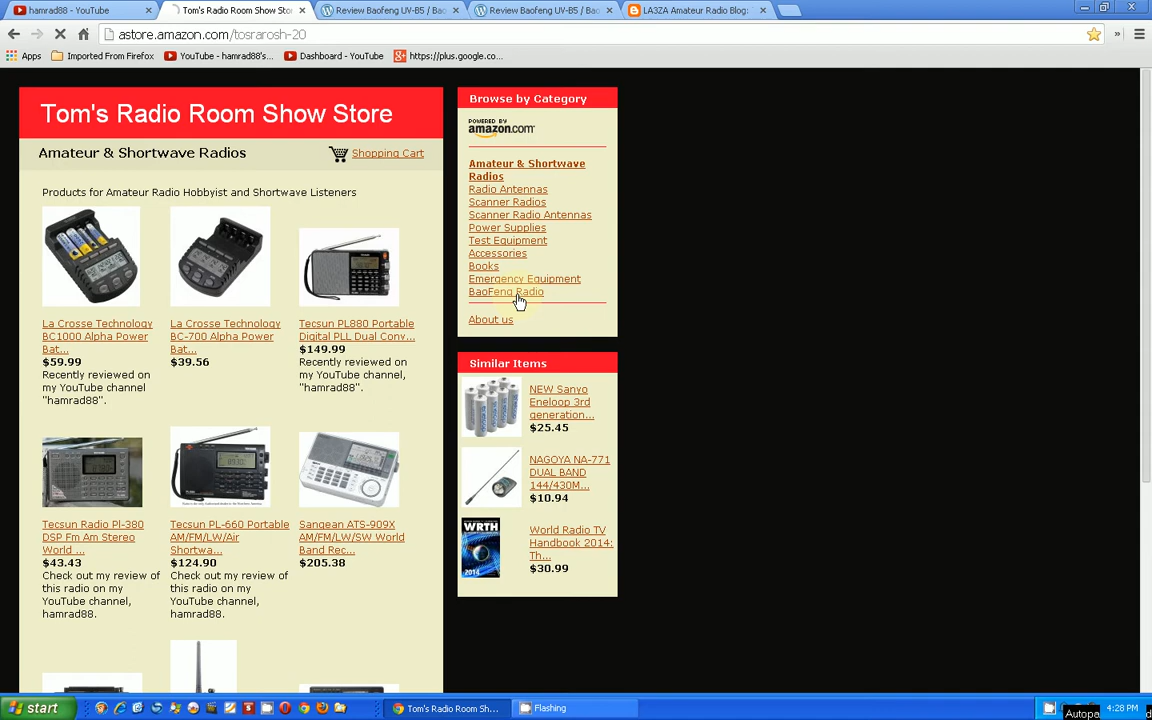 hamrad88 - YouTube
Tom's Radio Room Show Sto
Review Baofeng UV-B5 / Bao
Review Baofeng UV-B5 / Bao
LA3ZA Amateur Radio Blog:
astore.amazon.com/tosrarosh-20
Apps
Imported From Firefox
YouTube - hamrad88's...
Dashboard - YouTube
https://plus.google.co...
Tom's Radio Room Show Store
Amateur & Shortwave Radios
Shopping Cart
Products for Amateur Radio Hobbyist and Shortwave Listeners
La Crosse Technology
BC1000 Alpha Power
Bat...
$59.99
Recently reviewed on
my YouTube channel
"hamrad88".
La Crosse Technology
BC-700 Alpha Power
Bat...
$39.56
Tecsun PL880 Portable
Digital PLL Dual Conv...
$149.99
Recently reviewed on
my YouTube channel,
"hamrad88".
Tecsun Radio Pl-380
DSP Fm Am Stereo
World ...
$43.43
Check out my review of
this radio on my
YouTube channel,
hamrad88.
Tecsun PL-660 Portable
AM/FM/LW/Air
Shortwa...
$124.90
Check out my review of
this radio on my
YouTube channel,
hamrad88.
Sangean ATS-909X
AM/FM/LW/SW World
Band Rec...
$205.38
Browse by Category
POWERED BY
amazon.com
Amateur & Shortwave
Radios
Radio Antennas
Scanner Radios
Scanner Radio Antennas
Power Supplies
Test Equipment
Accessories
Books
Emergency Equipment
BaoFeng Radio
About us
Similar Items
NEW Sanyo
Eneloop 3rd
generation...
$25.45
NAGOYA NA-771
DUAL BAND
144/430M...
$10.94
WRTH
2014
World Radio TV
Handbook 2014:
Th...
$30.99
start
Tom's Radio Room Sh...
Flashing
4:28 PM
Autopa